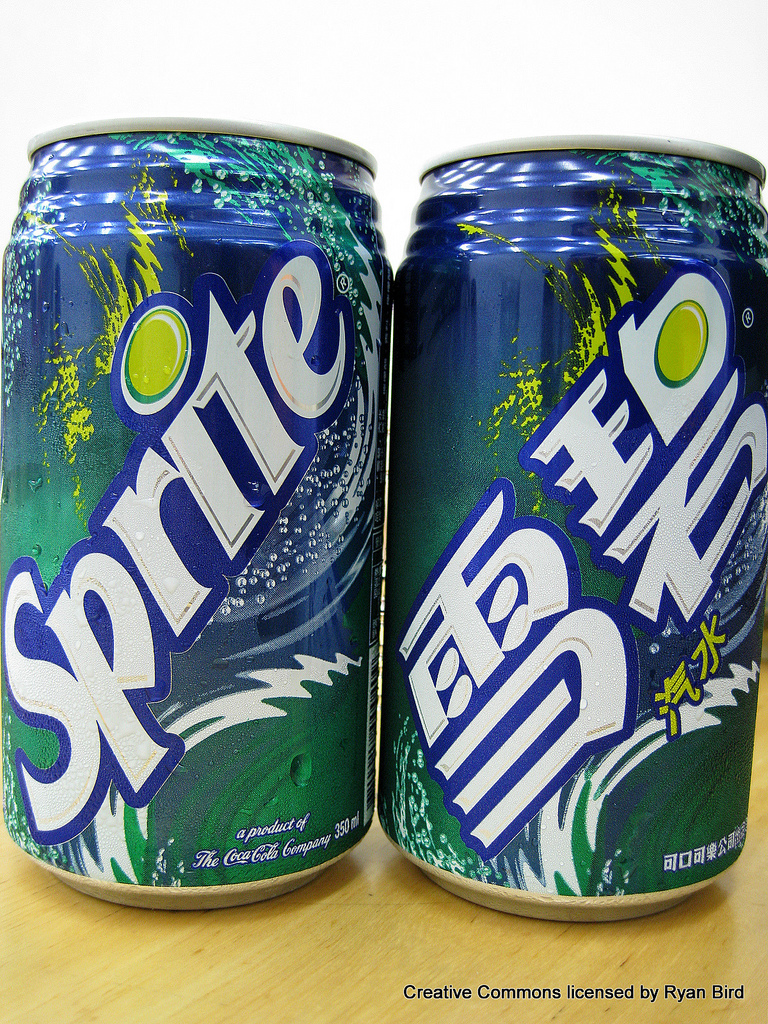 Sprite®
a product of
The Coca-Cola Company 350 ml
雪碧®
汽水
可口可樂公司
Creative Commons licensed by Ryan Bird